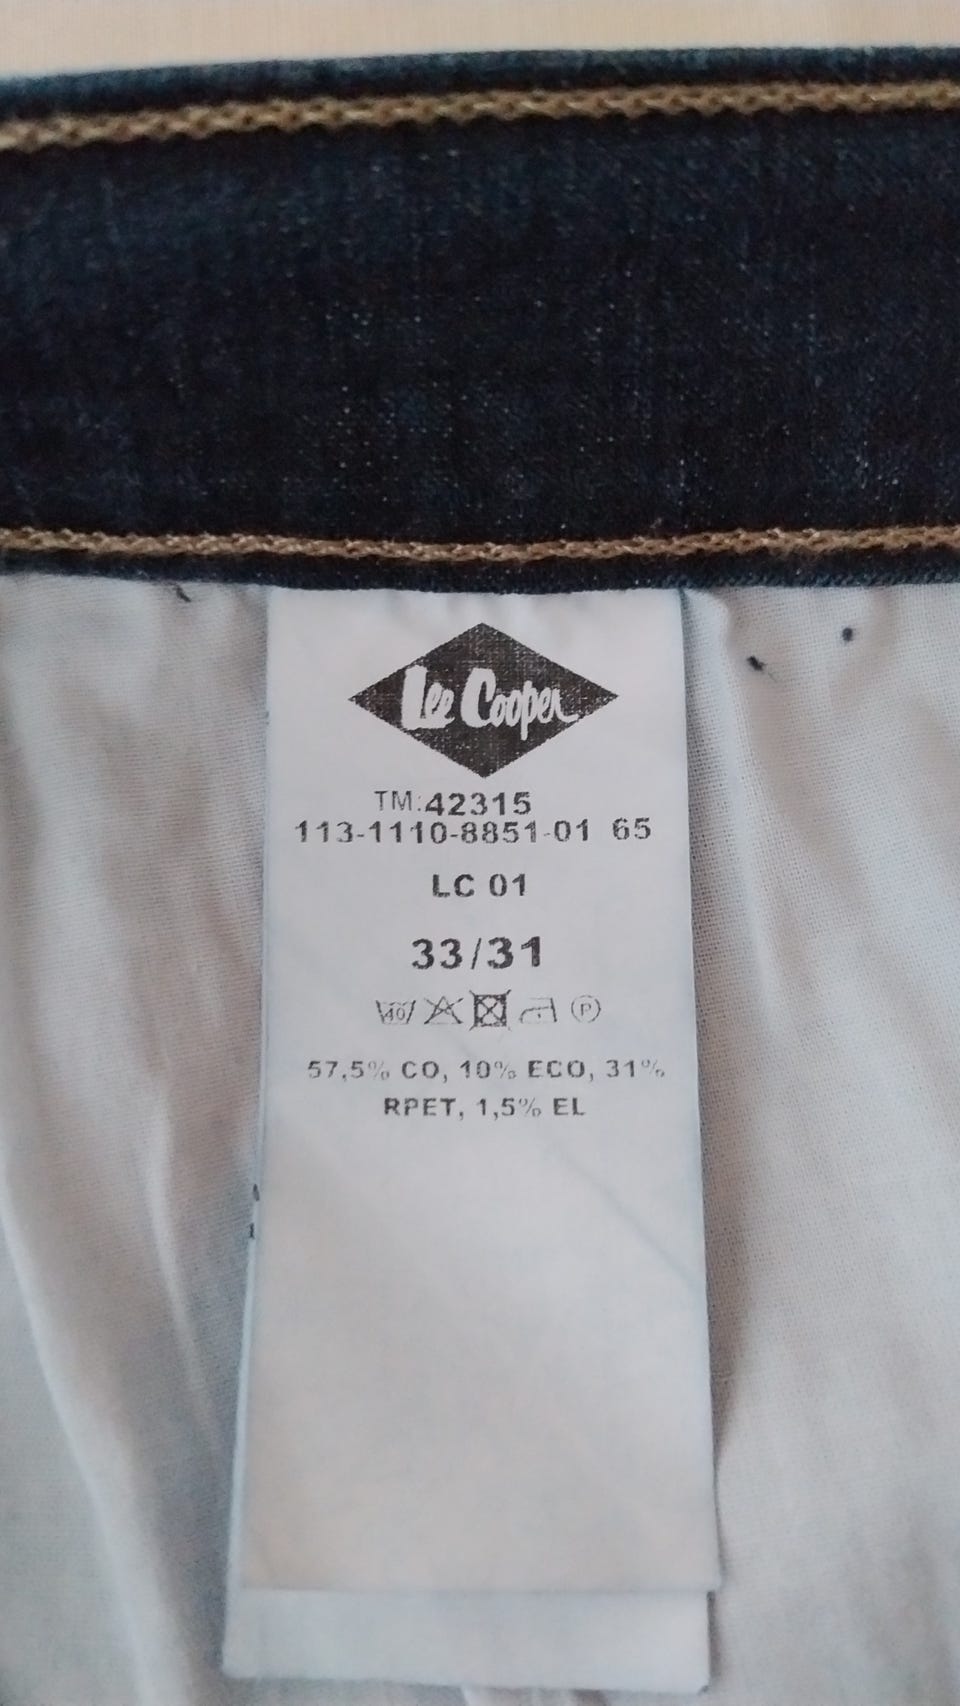 Lee Cooper
TM:42315
113-1110-8851-01 65
LC 01
33/31
40 P
57,5% CO, 10% ECO, 31%
RPET, 1,5% EL